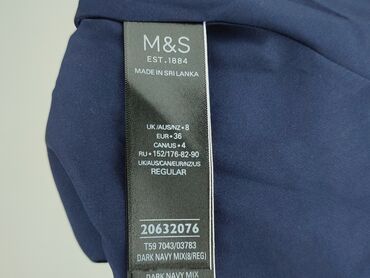 M&S
EST. 1884
MADE IN SRI LANKA
UK/AUS/NZ • 8
EUR • 36
CAN/US • 4
RU • 152/176-82-90
UK/AUS/CAN/EUR/NZ/US
REGULAR
20632076
T59 7043/03783
DARK NAVY MIX(8/REG)
DARK NAVY MIX